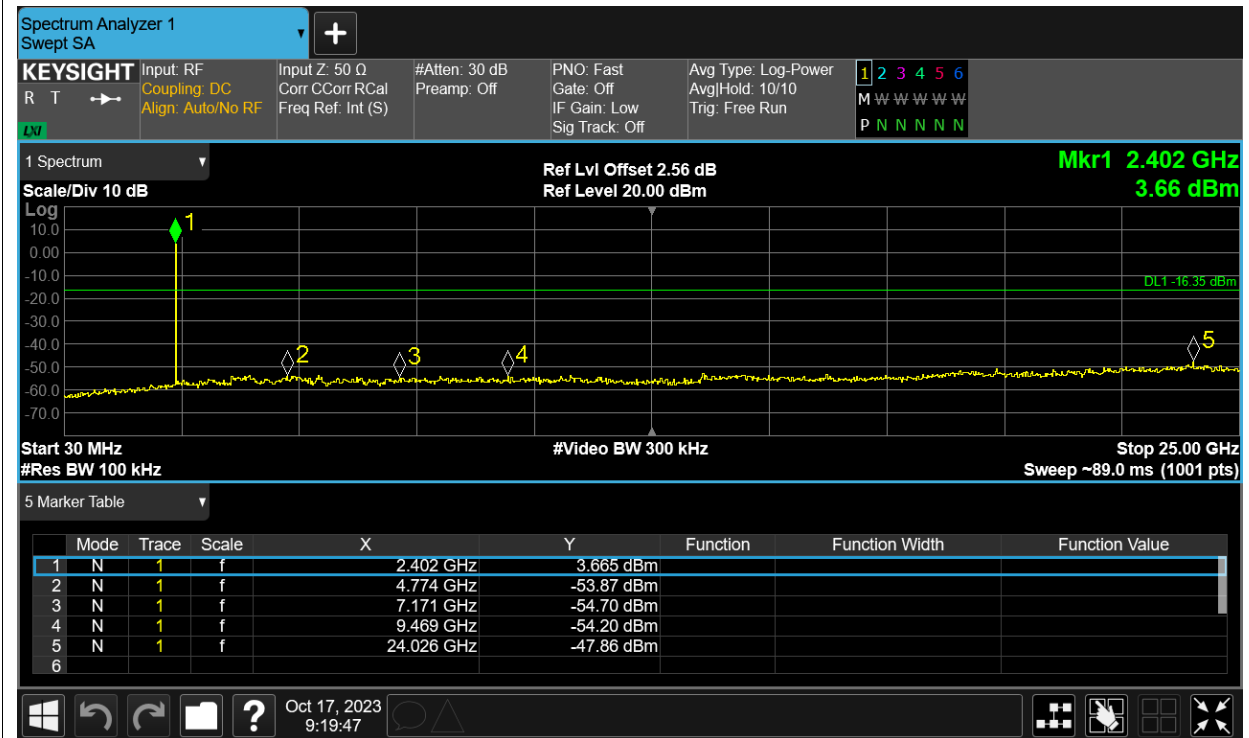 Spectrum Analyzer 1
Swept SA
KEYSIGHT
R T
LXI
Input: RF
Coupling: DC
Align: Auto/No RF
Input Z: 50 Ω
Corr CCorr RCal
Freq Ref: Int (S)
#Atten: 30 dB
Preamp: Off
PNO: Fast
Gate: Off
IF Gain: Low
Sig Track: Off
Avg Type: Log-Power
Avg|Hold: 10/10
Trig: Free Run
1 2 3 4 5 6
M W W W W W W
P N N N N N N
1 Spectrum
Scale/Div 10 dB
Ref Lvl Offset 2.56 dB
Ref Level 20.00 dBm
Mkr1 2.402 GHz
3.66 dBm
Log
10.0
0.00
-10.0
-20.0
-30.0
-40.0
-50.0
-60.0
-70.0
1
2
3
4
5
DL1 -16.35 dBm
Start 30 MHz
#Res BW 100 kHz
#Video BW 300 kHz
Stop 25.00 GHz
Sweep ~89.0 ms (1001 pts)
5 Marker Table
Mode Trace Scale X Y Function Function Width Function Value
1 N 1 f 2.402 GHz 3.665 dBm
2 N 1 f 4.774 GHz -53.87 dBm
3 N 1 f 7.171 GHz -54.70 dBm
4 N 1 f 9.469 GHz -54.20 dBm
5 N 1 f 24.026 GHz -47.86 dBm
6
?
Oct 17, 2023
9:19:47